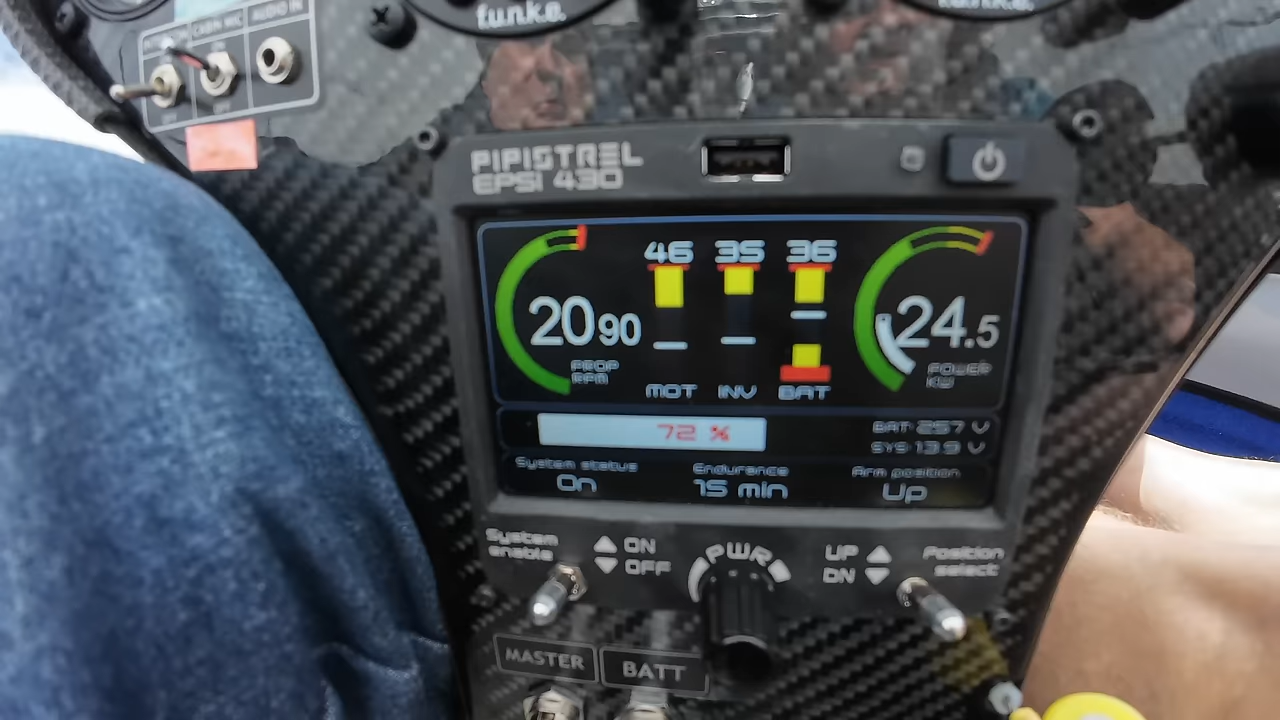 f.u.n.k.e.
AUDIO IN
PIPISTREL
EPSI 430
46 35 36
2090
PROP
RPM
24.5
POWER
KW
MOT INV BAT
72 %
BAT 257 V
SYS 13.9 V
System status
On
Endurance
15 min
Arm position
Up
System
enable
ON
OFF
PWR
UP
DN
Position
select
MASTER
BATT